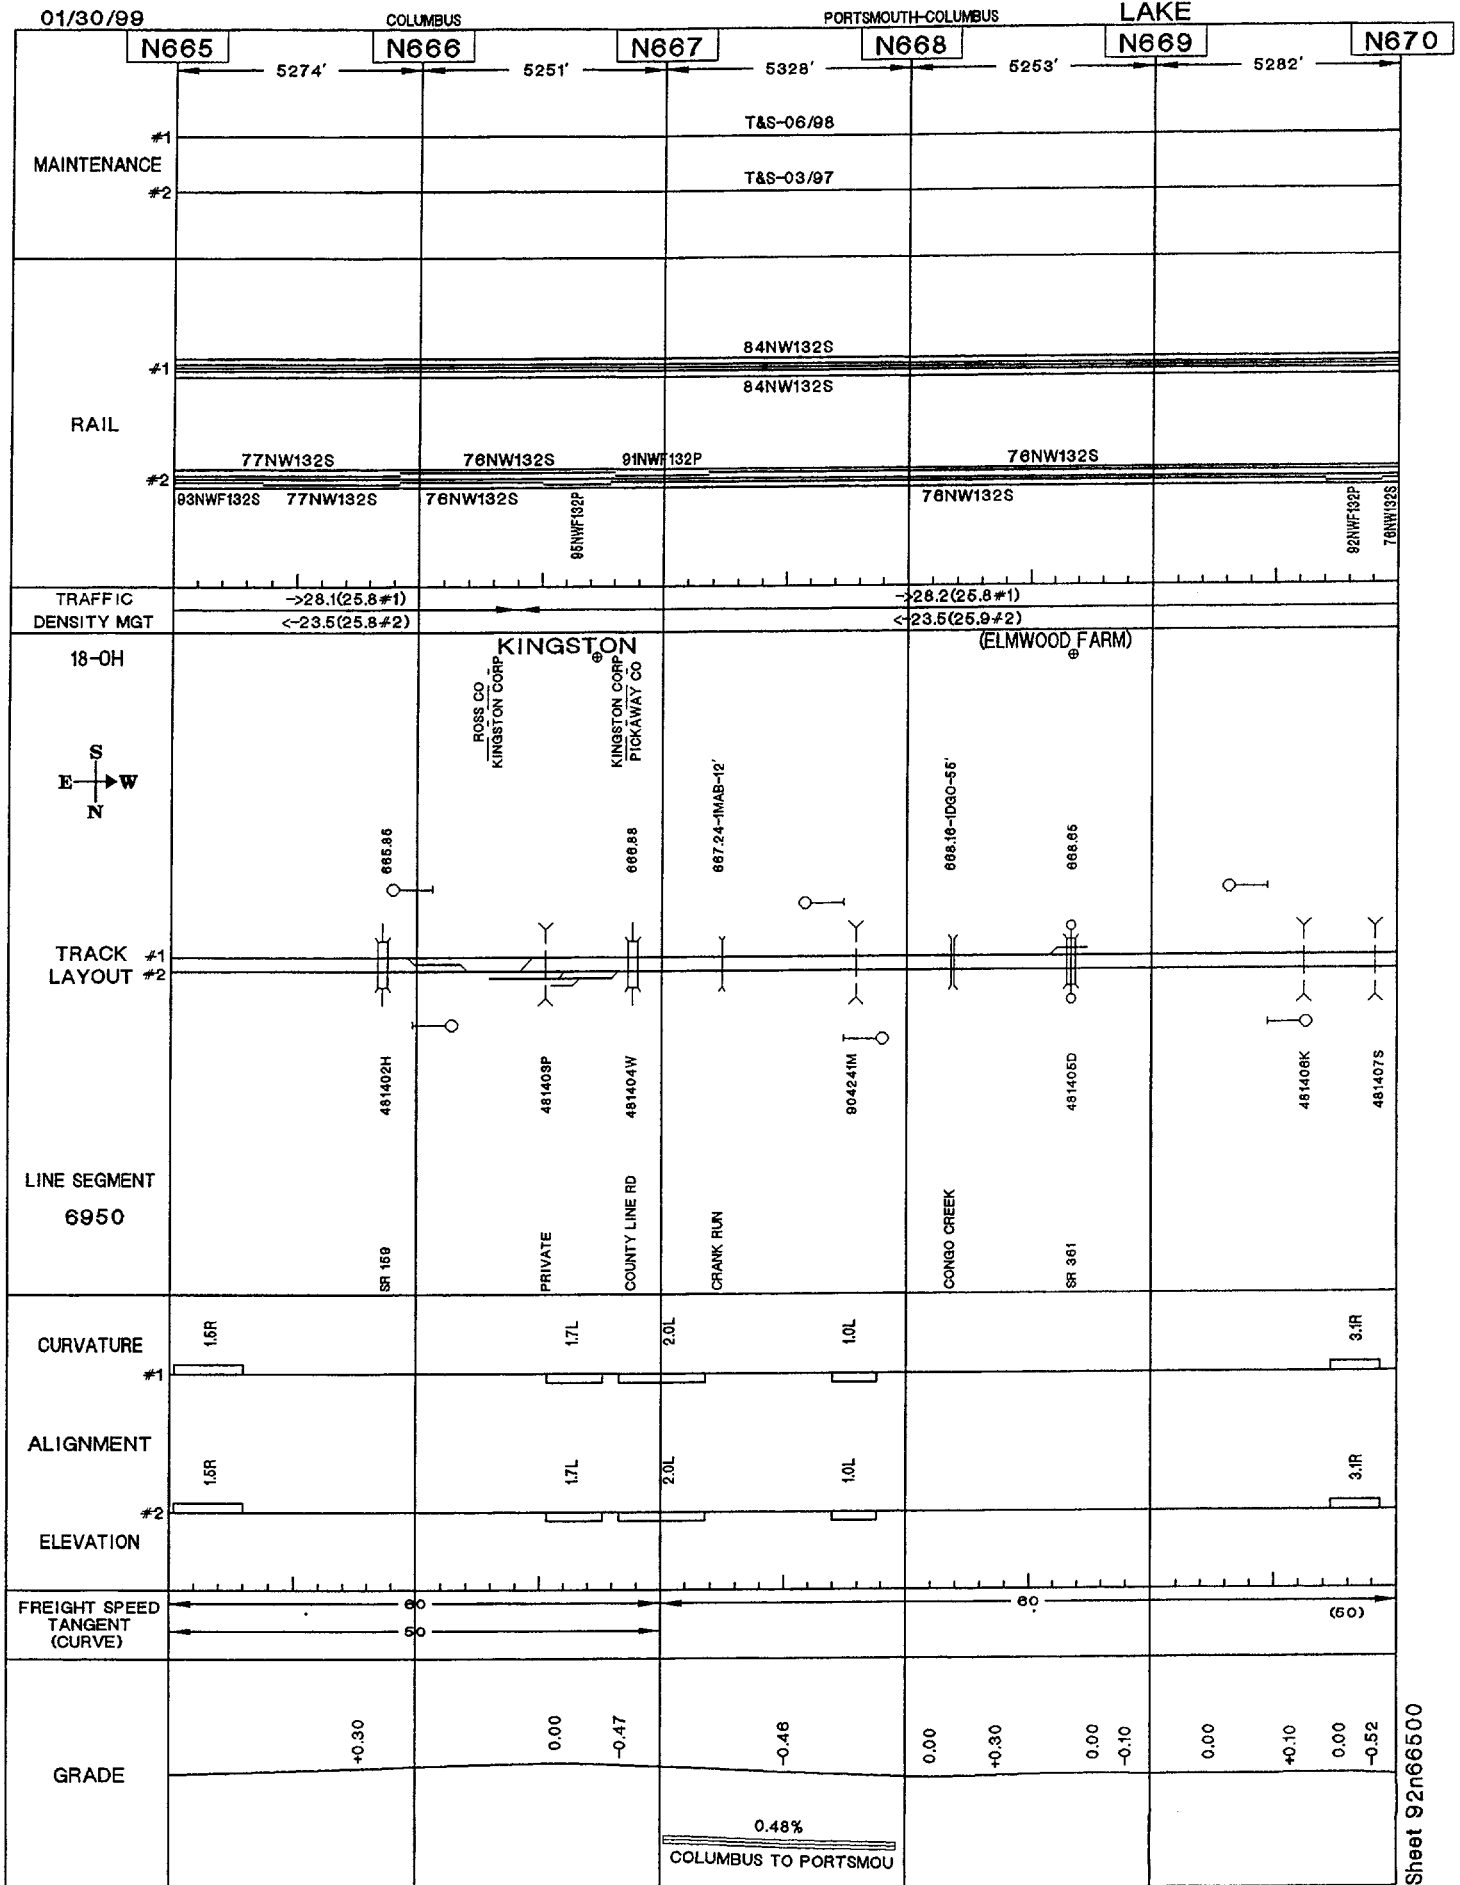 01/30/99 COLUMBUS PORTSMOUTH-COLUMBUS LAKE
N665 N666 N667 N668 N669 N670
5274' 5251' 5328' 5253' 5282'
#1 T&S-06/98
MAINTENANCE
#2 T&S-03/97
84NW132S
#1
84NW132S
RAIL
77NW132S 76NW132S 91NWF132P 76NW132S
#2
93NWF132S 77NW132S 76NW132S 95NWF132P 76NW132S 92NWF132P 76NW132S
TRAFFIC ->28.1(25.8#1) ->28.2(25.8#1)
DENSITY MGT <-23.5(25.8#2) <-23.5(25.9#2)
18-OH KINGSTON (ELMWOOD FARM)
ROSS CO
KINGSTON CORP
KINGSTON CORP
PICKAWAY CO
S
E W
N
665.86 666.88 667.24-1MAB-12' 668.16-1DGO-55' 668.65
TRACK #1
LAYOUT #2
481402H 481403P 481404W 904241M 481405D 481406K 481407S
LINE SEGMENT
6950
SR 159 PRIVATE COUNTY LINE RD CRANK RUN CONGO CREEK SR 361
CURVATURE 1.5R 1.7L 2.0L 1.0L 3.1R
#1
ALIGNMENT
1.5R 1.7L 2.0L 1.0L 3.1R
#2
ELEVATION
FREIGHT SPEED 60 60 (50)
TANGENT
(CURVE) 50
+0.30 0.00 -0.47 -0.46 0.00 +0.30 0.00 -0.10 0.00 +0.10 0.00 -0.52
GRADE
0.48%
COLUMBUS TO PORTSMOU
Sheet 92n66500